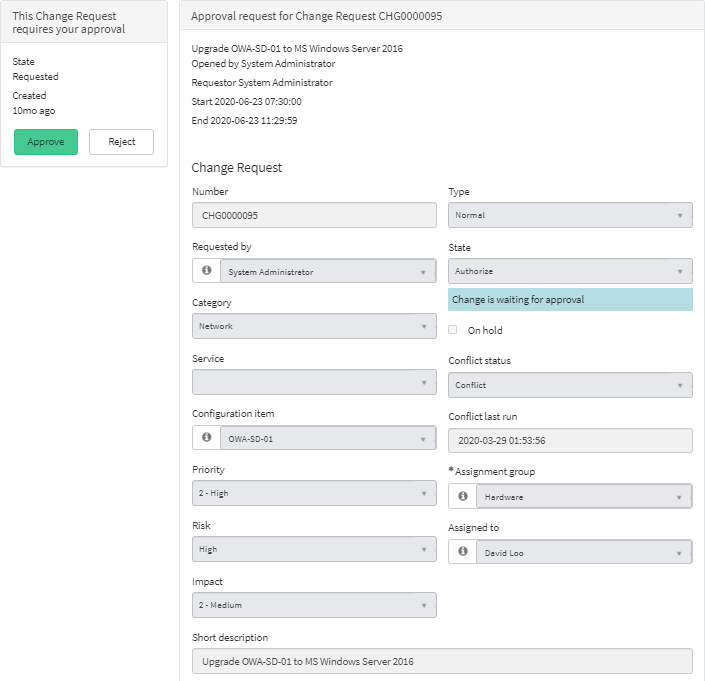 This Change Request
requires your approval
State
Requested
Created
10mo ago
Approve
Reject
Approval request for Change Request CHG0000095
Upgrade OWA-SD-01 to MS Windows Server 2016
Opened by System Administrator
Requestor System Administrator
Start 2020-06-23 07:30:00
End 2020-06-23 11:29:59
Change Request
Number
CHG0000095
Requested by
System Administrator
Category
Network
Service
Configuration item
OWA-SD-01
Priority
2 - High
Risk
High
Impact
2 - Medium
Type
Normal
State
Authorize
Change is waiting for approval
On hold
Conflict status
Conflict
Conflict last run
2020-03-29 01:53:56
* Assignment group
Hardware
Assigned to
David Loo
Short description
Upgrade OWA-SD-01 to MS Windows Server 2016